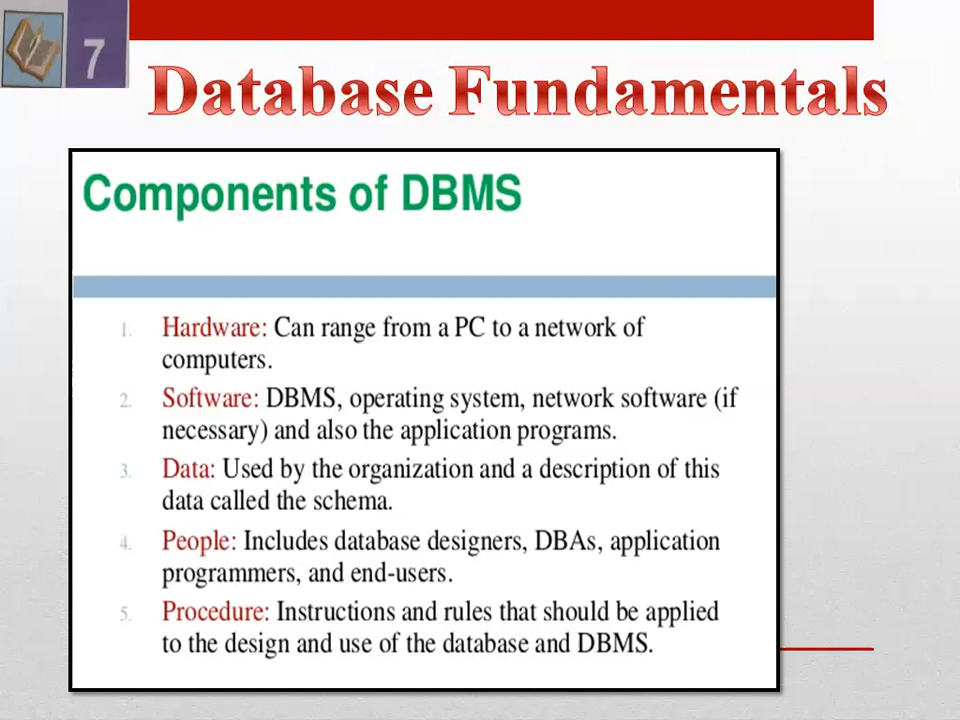 7
Database Fundamentals
Components of DBMS
1. Hardware: Can range from a PC to a network of
computers.
2. Software: DBMS, operating system, network software (if
necessary) and also the application programs.
3. Data: Used by the organization and a description of this
data called the schema.
4. People: Includes database designers, DBAs, application
programmers, and end-users.
5. Procedure: Instructions and rules that should be applied
to the design and use of the database and DBMS.